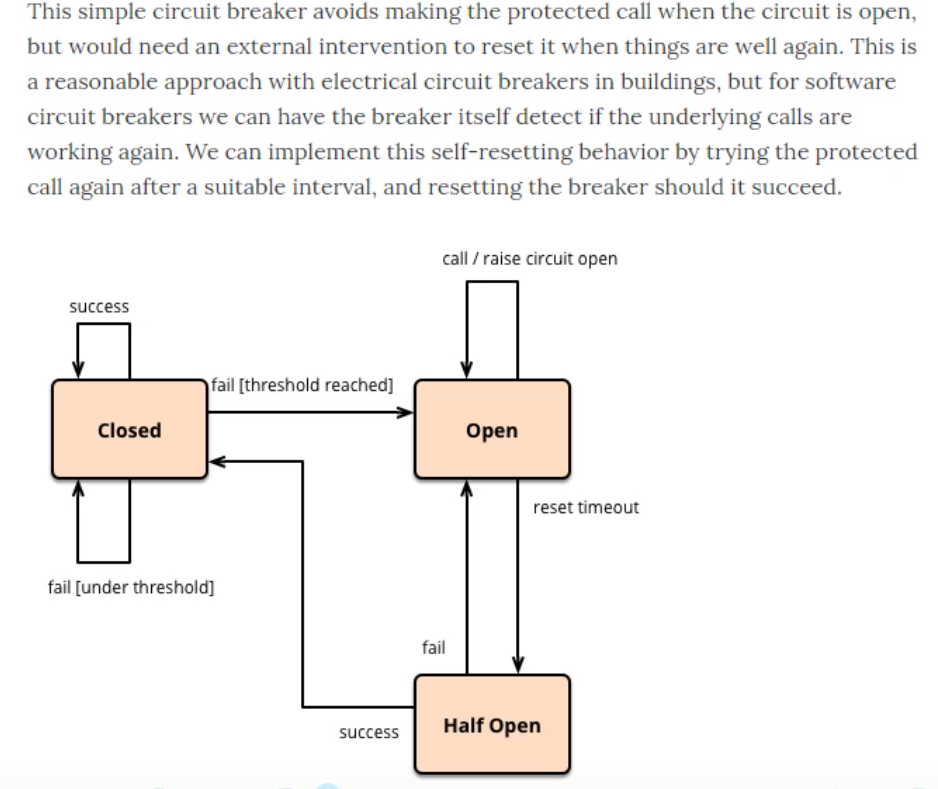 This simple circuit breaker avoids making the protected call when the circuit is open,
but would need an external intervention to reset it when things are well again. This is
a reasonable approach with electrical circuit breakers in buildings, but for software
circuit breakers we can have the breaker itself detect if the underlying calls are
working again. We can implement this self-resetting behavior by trying the protected
call again after a suitable interval, and resetting the breaker should it succeed.
call / raise circuit open
success
fail [threshold reached]
Closed
Open
reset timeout
fail [under threshold]
fail
Half Open
success